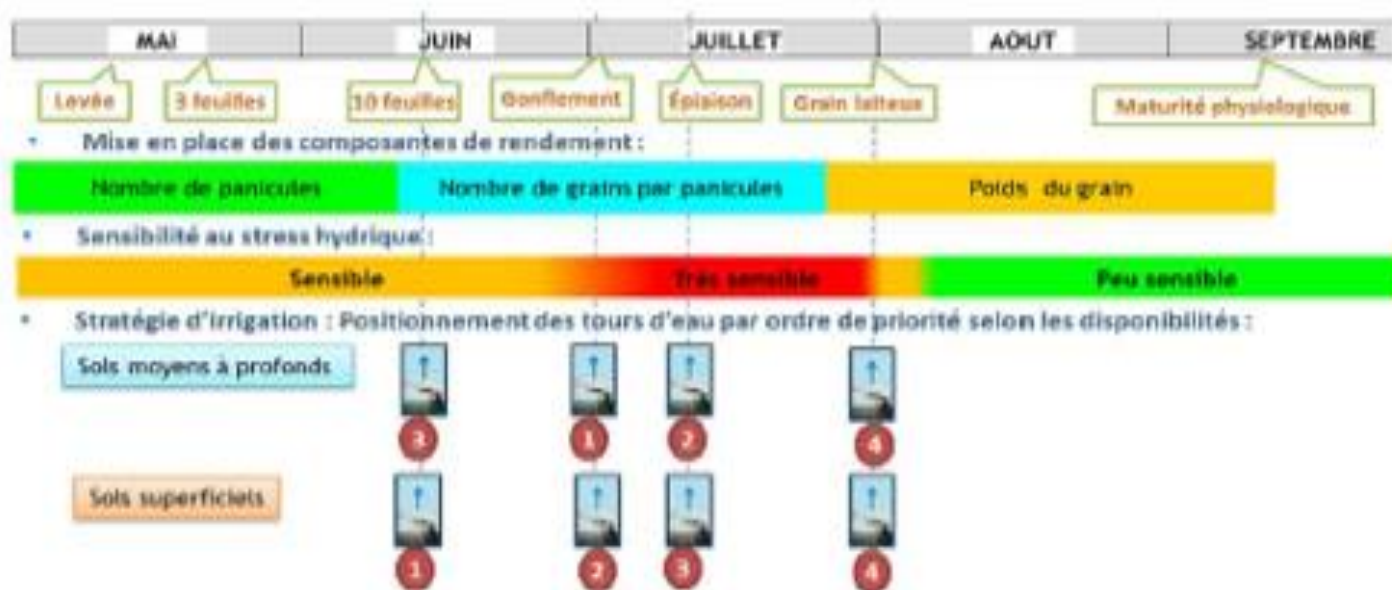 MAI JUIN JUILLET AOUT SEPTEMBRE
Levée 3 feuilles 10 feuilles Gonflement Épiaison Grain laiteux Maturité physiologique
• Mise en place des composantes de rendement :
Nombre de panicules Nombre de grains par panicules Poids du grain
• Sensibilité au stress hydrique :
Sensible Très sensible Peu sensible
• Stratégie d'irrigation : Positionnement des tours d'eau par ordre de priorité selon les disponibilités :
Sols moyens à profonds
3 1 2 4
Sols superficiels
1 2 3 4